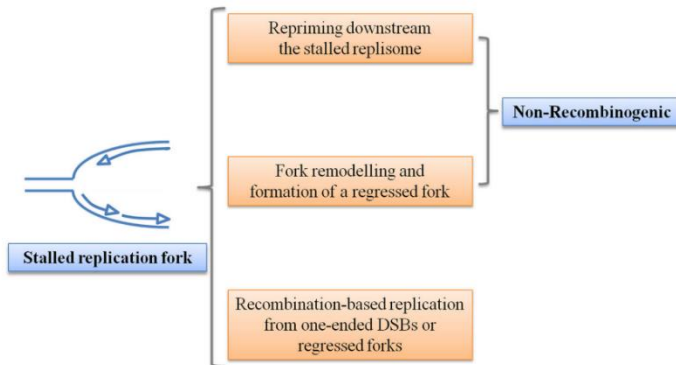 Repriming downstream
the stalled replisome
Non-Recombinogenic
Fork remodelling and
formation of a regressed fork
Stalled replication fork
Recombination-based replication
from one-ended DSBs or
regressed forks